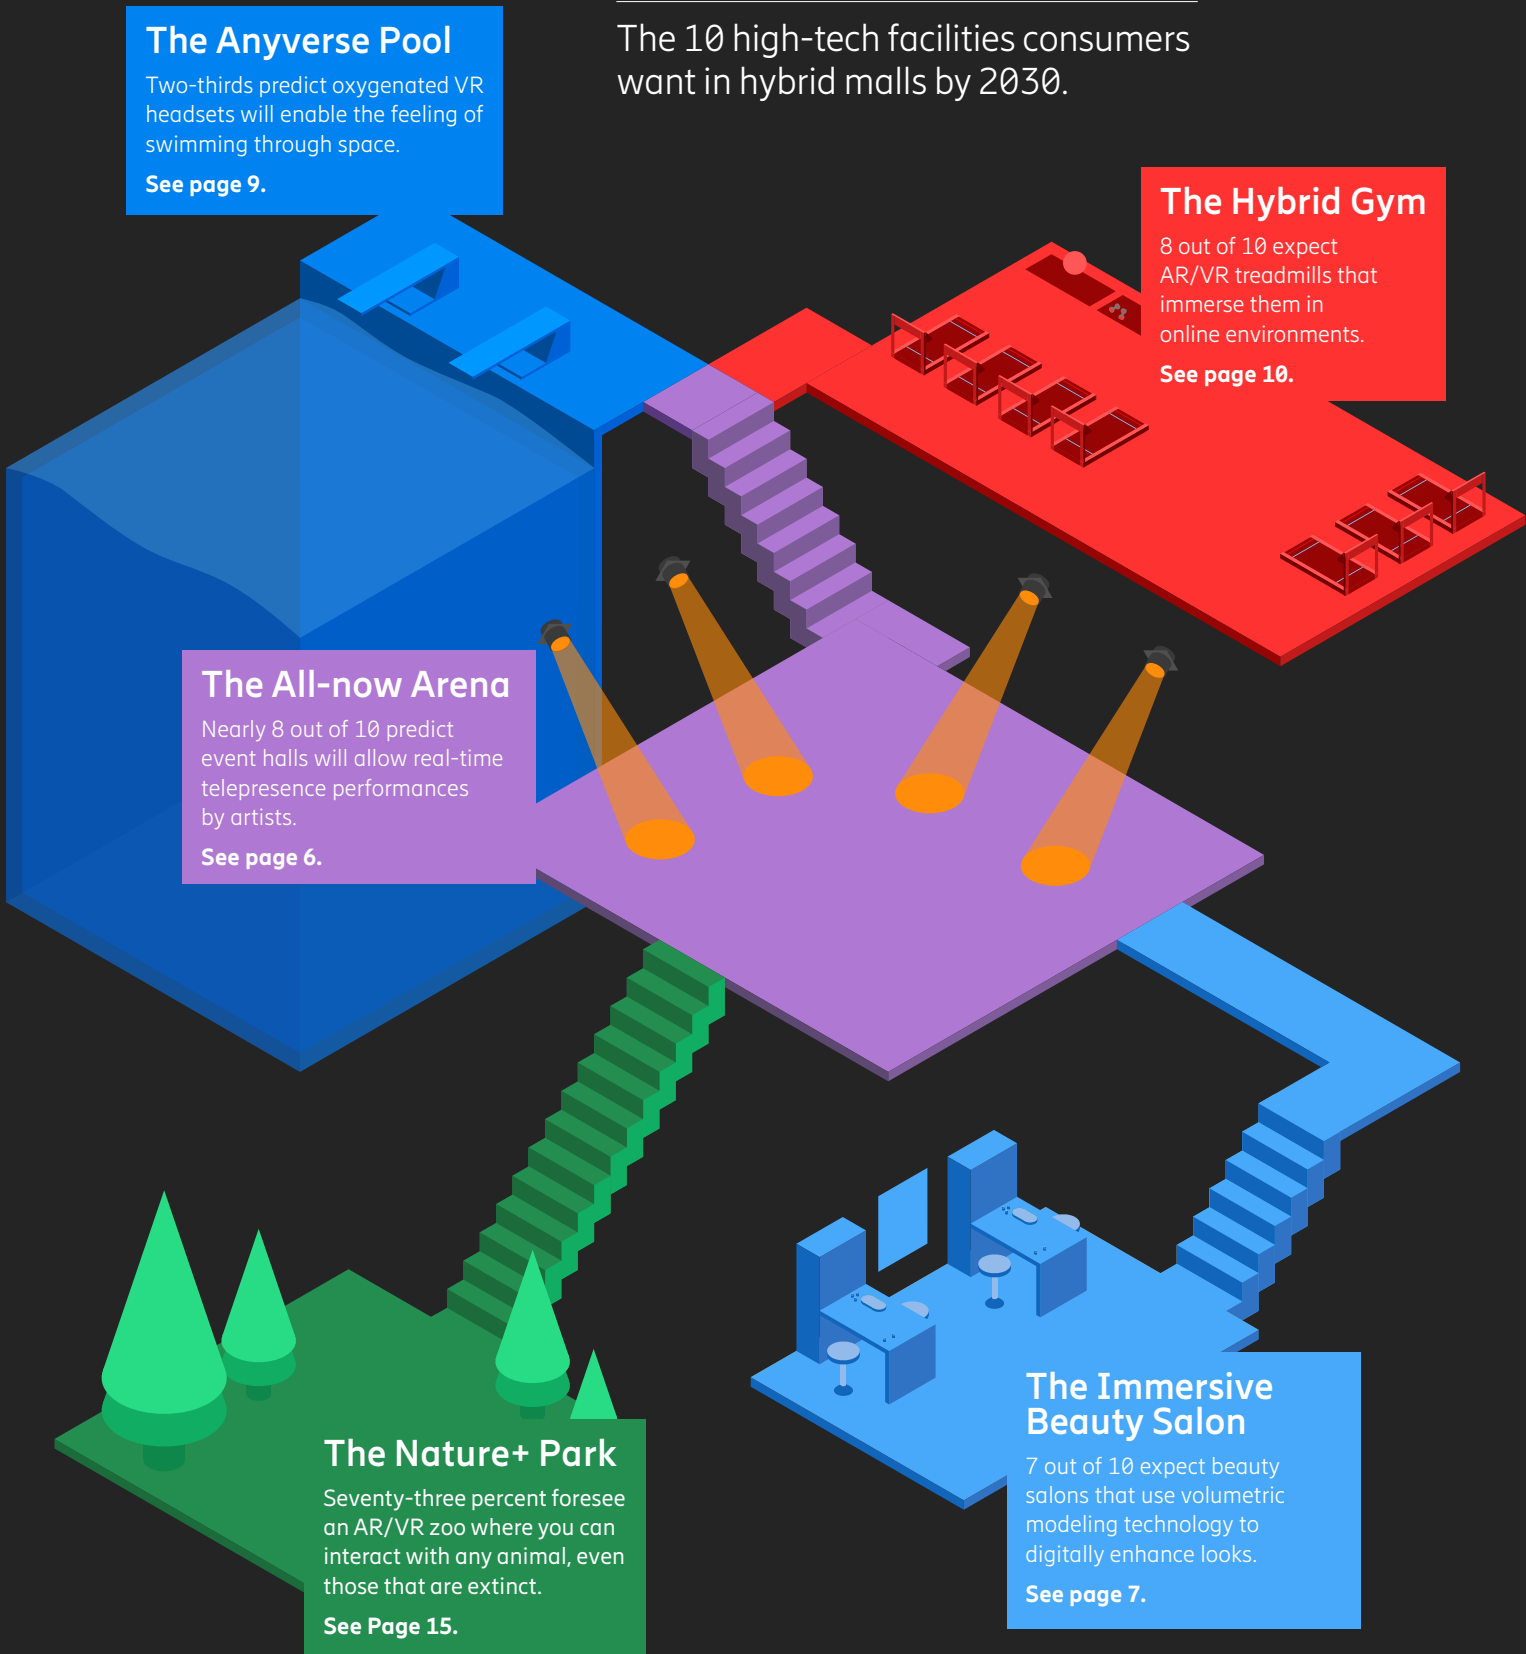 The Anyverse Pool
Two-thirds predict oxygenated VR
headsets will enable the feeling of
swimming through space.
See page 9.
The 10 high-tech facilities consumers
want in hybrid malls by 2030.
The Hybrid Gym
8 out of 10 expect
AR/VR treadmills that
immerse them in
online environments.
See page 10.
The All-now Arena
Nearly 8 out of 10 predict
event halls will allow real-time
telepresence performances
by artists.
See page 6.
The Nature+ Park
Seventy-three percent foresee
an AR/VR zoo where you can
interact with any animal, even
those that are extinct.
See Page 15.
The Immersive
Beauty Salon
7 out of 10 expect beauty
salons that use volumetric
modeling technology to
digitally enhance looks.
See page 7.